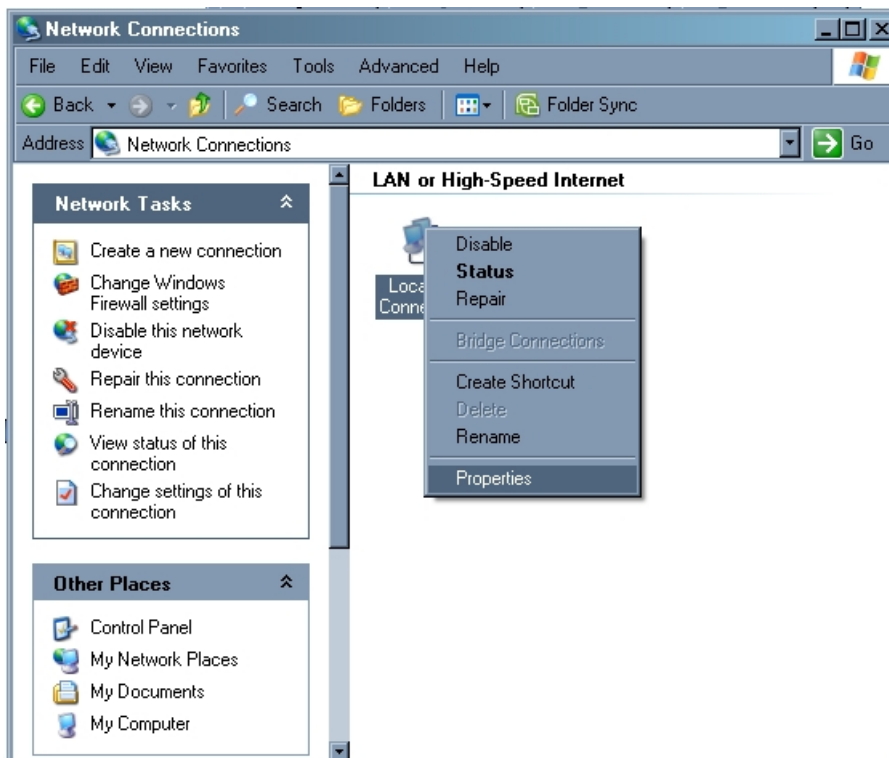 Network Connections
File Edit View Favorites Tools Advanced Help
Back Search Folders Folder Sync
Address Network Connections Go
Network Tasks
Create a new connection
Change Windows
Firewall settings
Disable this network
device
Repair this connection
Rename this connection
View status of this
connection
Change settings of this
connection
Other Places
Control Panel
My Network Places
My Documents
My Computer
LAN or High-Speed Internet
Disable
Status
Repair
Bridge Connections
Create Shortcut
Delete
Rename
Properties